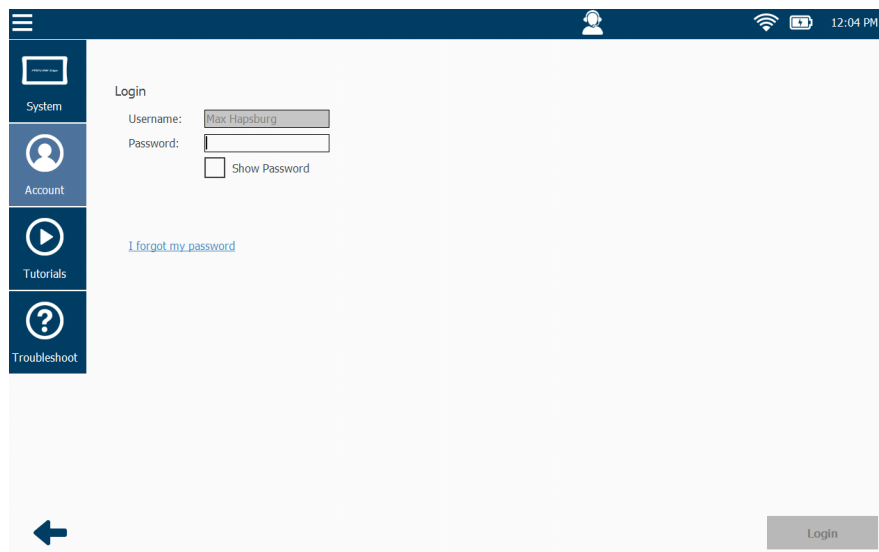 12:04 PM
System
Account
Tutorials
Troubleshoot
Login
Username: Max Hapsburg
Password:
Show Password
I forgot my password
Login